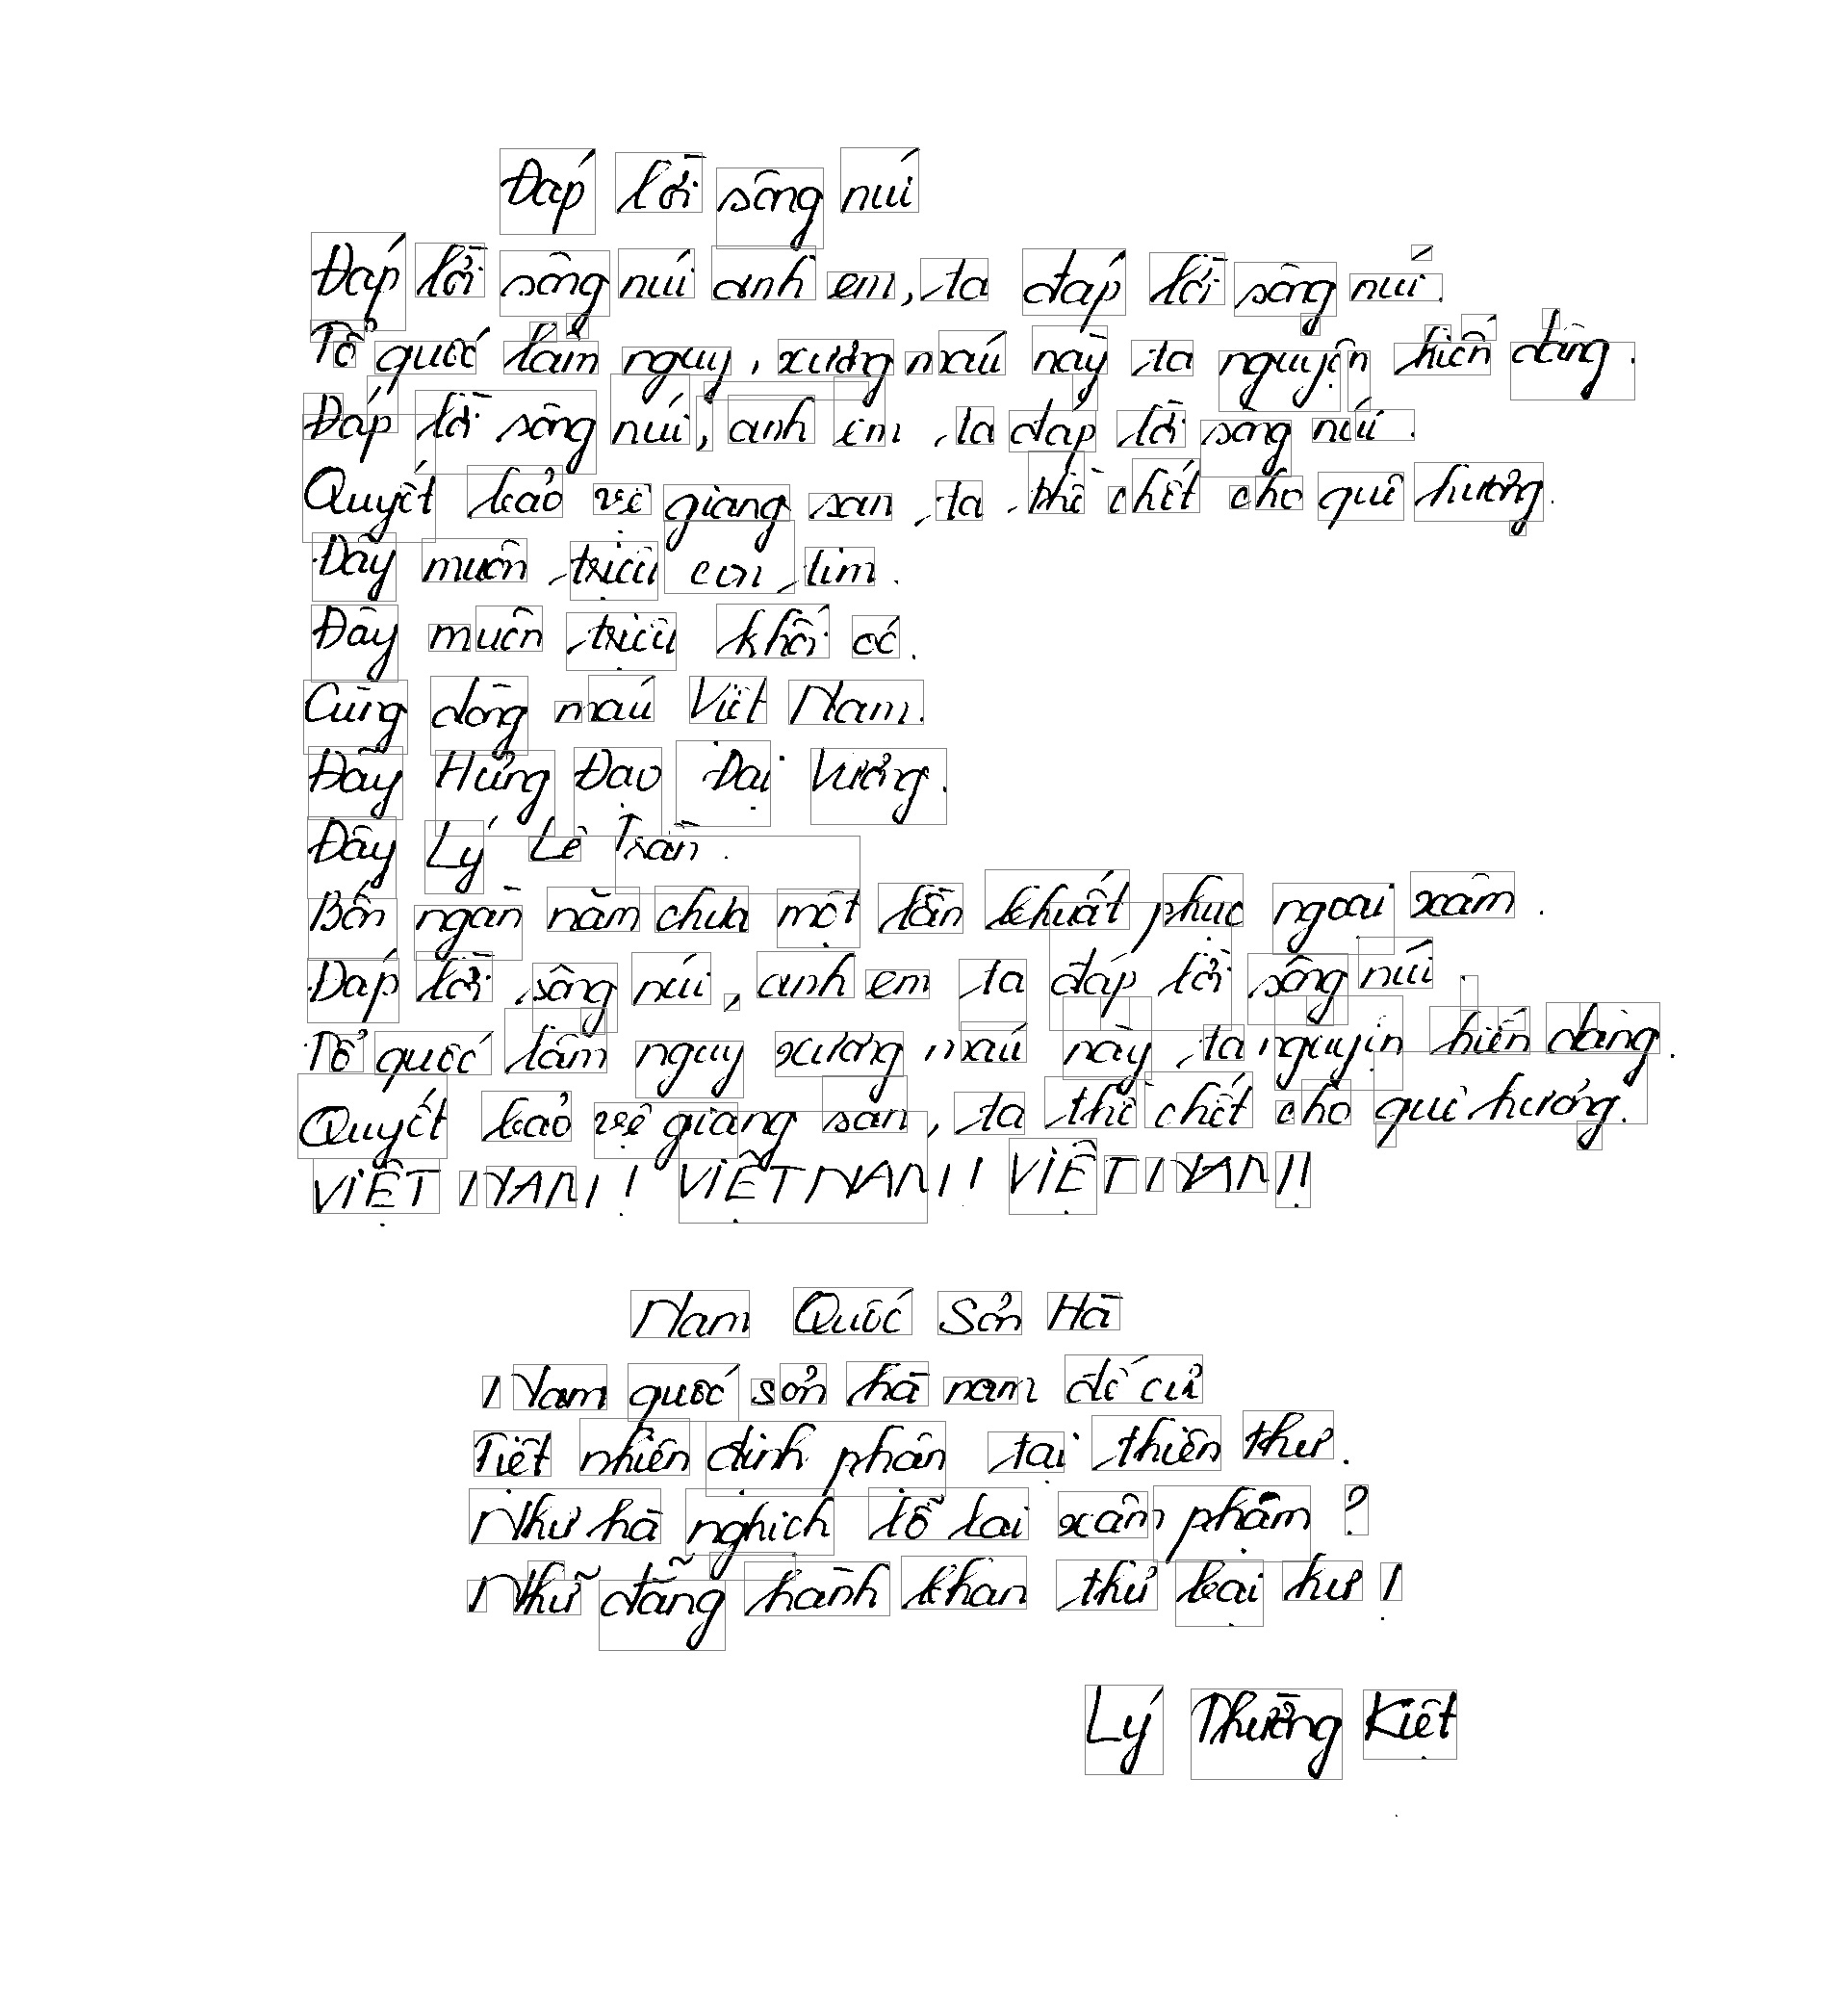 Đáp lời sông núi
Đáp lời sông núi anh em, ta đáp lời sông núi.
Tổ quốc lâm nguy, xương máu này ta nguyện hiến dâng.
Đáp lời sông núi, anh em ta đáp lời sông núi.
Quyết bảo vệ giang san ta thề chết cho quê hương.
Đây muôn triệu con tim.
Đây muôn triệu khối óc.
Cùng dòng máu Việt Nam.
Đây Hưng Đạo Đại Vương.
Đây Lý Lê Trần.
Bốn ngàn năm chưa một lần khuất phục ngoại xâm.
Đáp lời sông núi, anh em ta đáp lời sông núi.
Tổ quốc lâm nguy xương máu này ta nguyện hiến dâng.
Quyết bảo vệ giang san, ta thề chết cho quê hương.
VIỆT NAM! VIỆT NAM! VIỆT NAM!
Nam Quốc Sơn Hà
Nam quốc sơn hà nam đế cư
Tiệt nhiên định phận tại thiên thư.
Như hà nghịch lỗ lai xâm phạm?
Nhữ đẳng hành khan thủ bại hư!
Lý Thường Kiệt